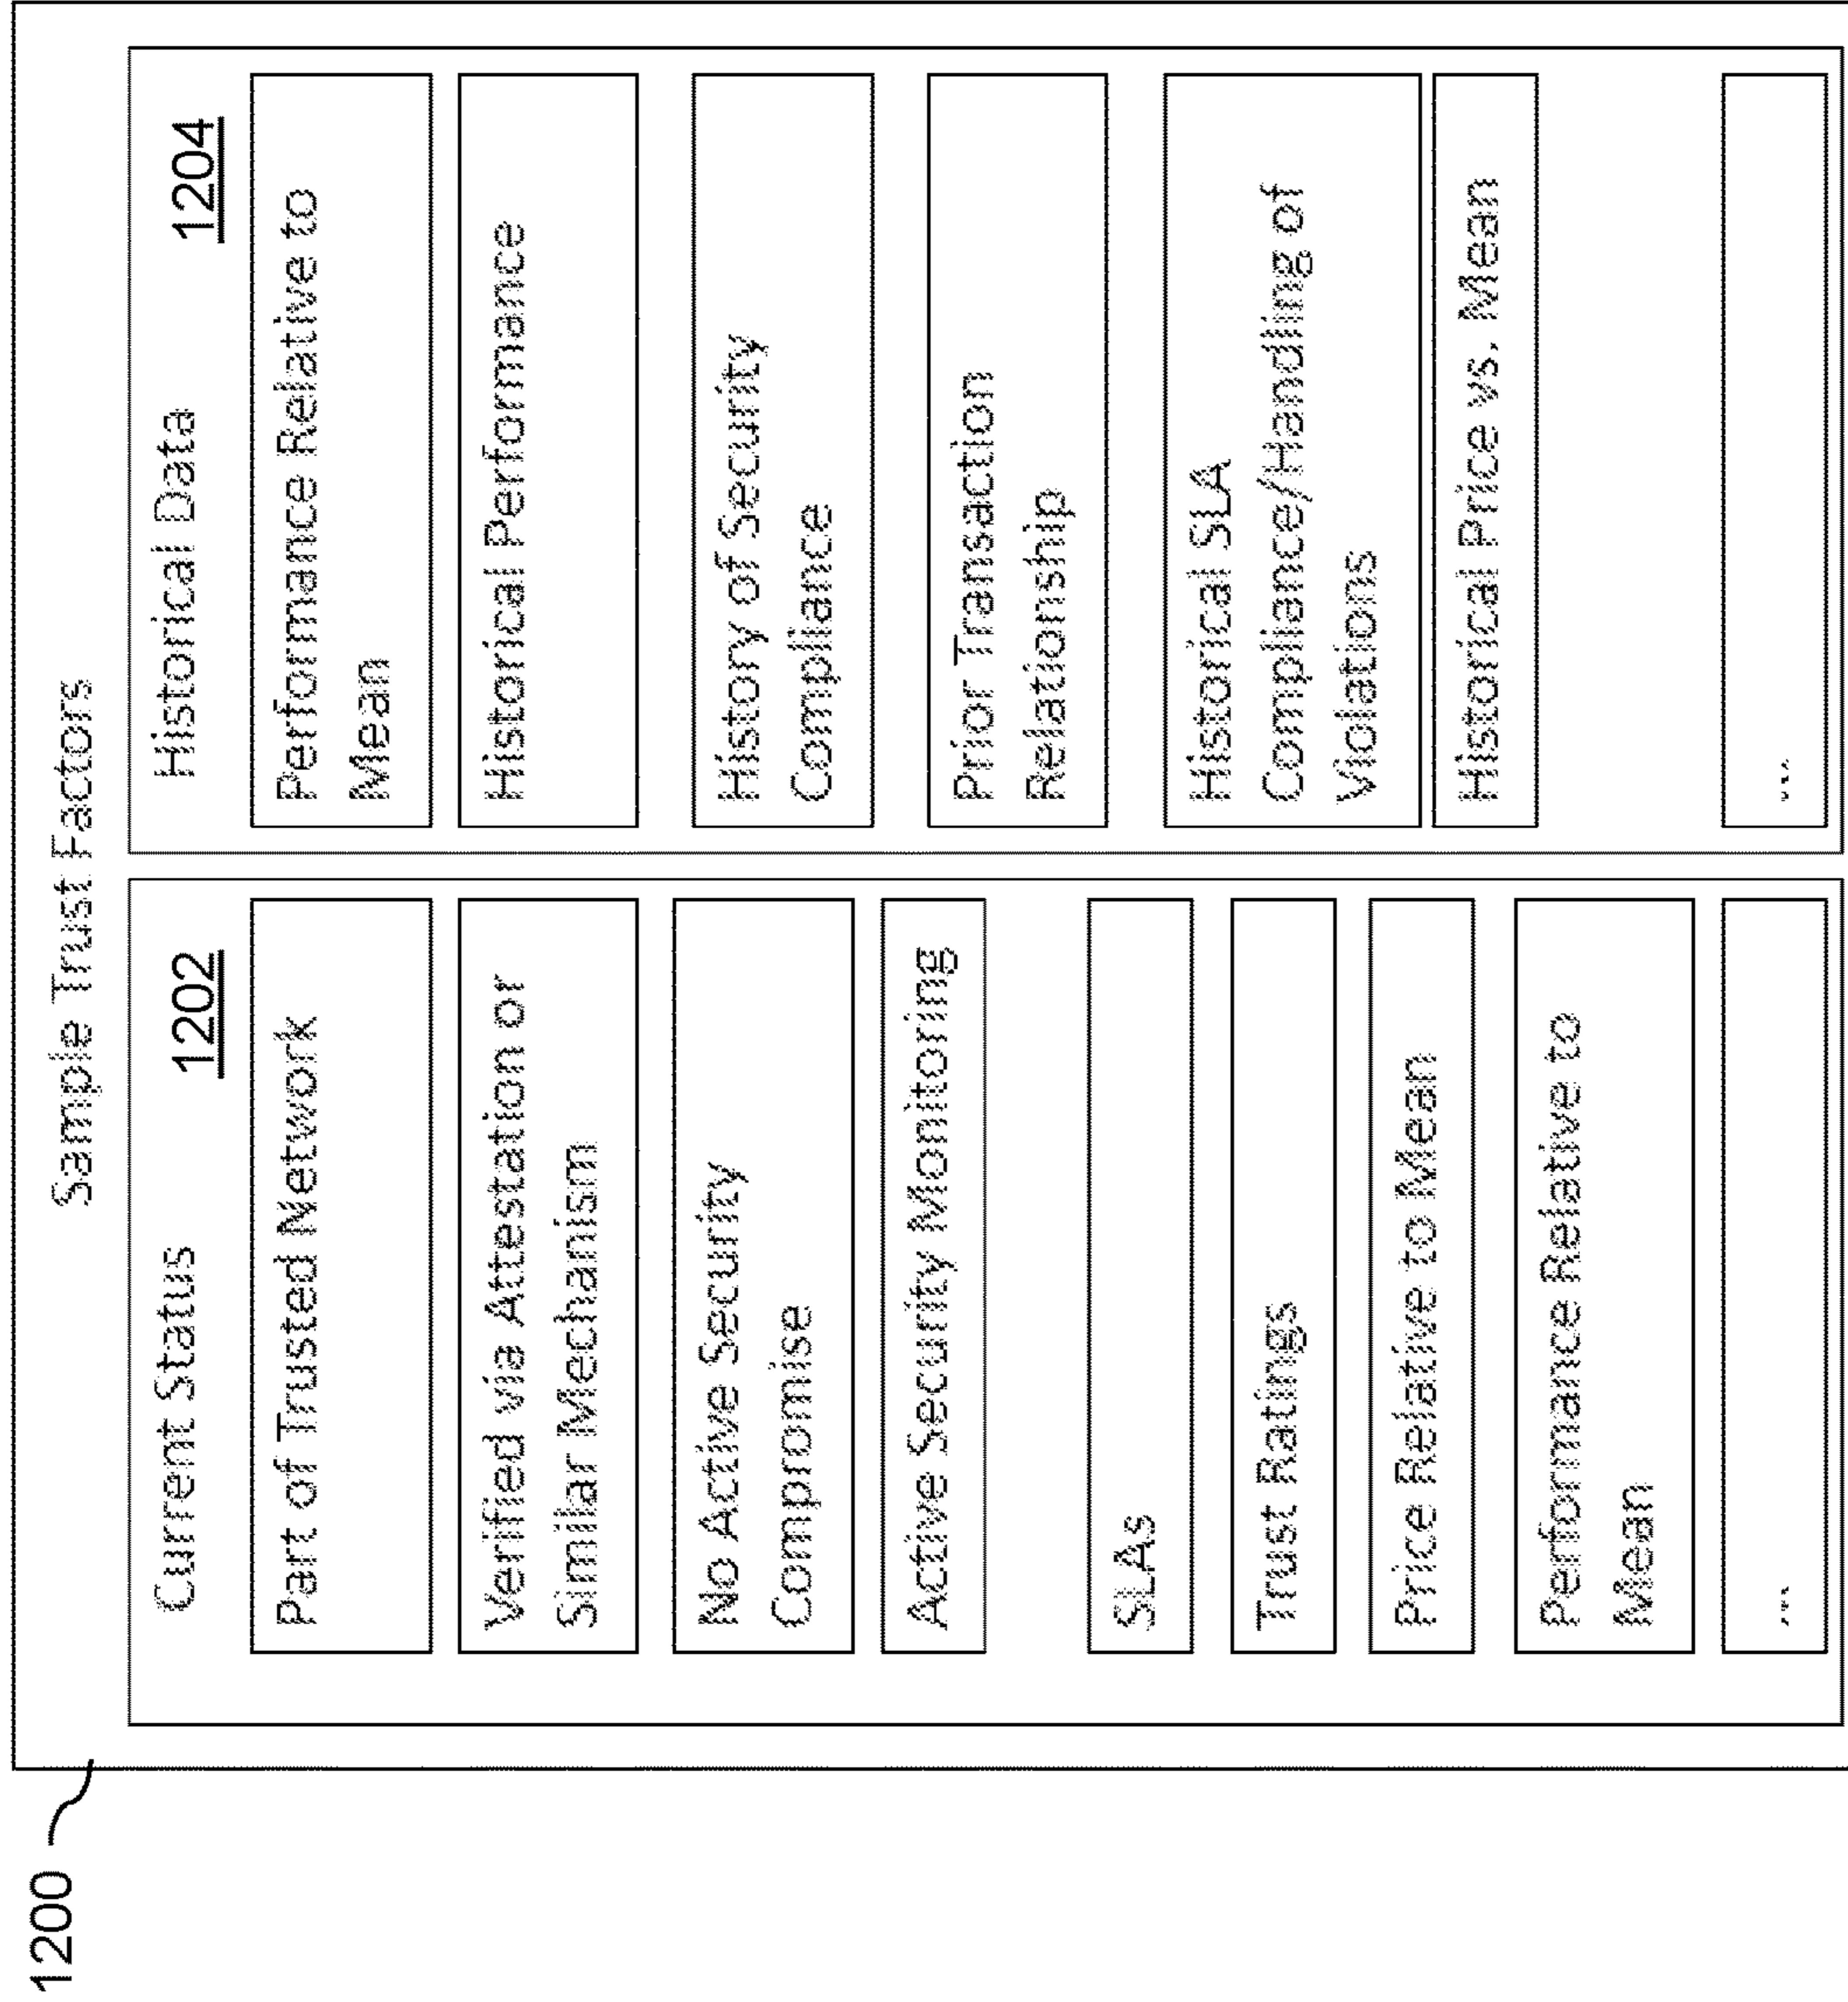 1200
Sample Trust Factors
Current Status
1202
Part of Trusted Network
Verified via Attestation or
Similar Mechanism
No Active Security
Compromise
Active Security Monitoring
SLAs
Trust Ratings
Price Relative to Mean
Performance Relative to
Mean
...
Historical Data
1204
Performance Relative to
Mean
Historical Performance
History of Security
Compliance
Prior Transaction
Relationship
Historical SLA
Compliance/Handling of
Violations
Historical Price vs. Mean
...